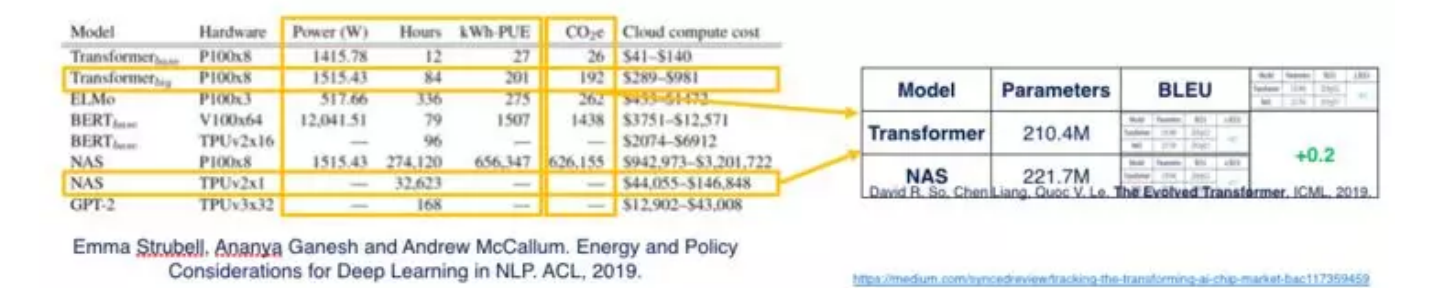 Model Hardware Power (W) Hours kWh·PUE CO₂e Cloud compute cost
Transformer_base P100x8 1415.78 12 27 26 $41–$140
Transformer_big P100x8 1515.43 84 201 192 $289–$981
ELMo P100x3 517.66 336 275 262 $433–$1472
BERT_base V100x64 12,041.51 79 1507 1438 $3751–$12,571
BERT_base TPUv2x16 — 96 — — $2074–$6912
NAS P100x8 1515.43 274,120 656,347 626,155 $942,973–$3,201,722
NAS TPUv2x1 — 32,623 — — $44,055–$146,848
GPT-2 TPUv3x32 — 168 — — $12,902–$43,008
Emma Strubell, Ananya Ganesh and Andrew McCallum. Energy and Policy
Considerations for Deep Learning in NLP. ACL, 2019.
Model Parameters BLEU
Transformer 210.4M
+0.2
NAS 221.7M
David R. So, Chen Liang, Quoc V. Le. The Evolved Transformer. ICML, 2019.
https://medium.com/syncedreview/tracking-the-transforming-ai-chip-market-bac117359459